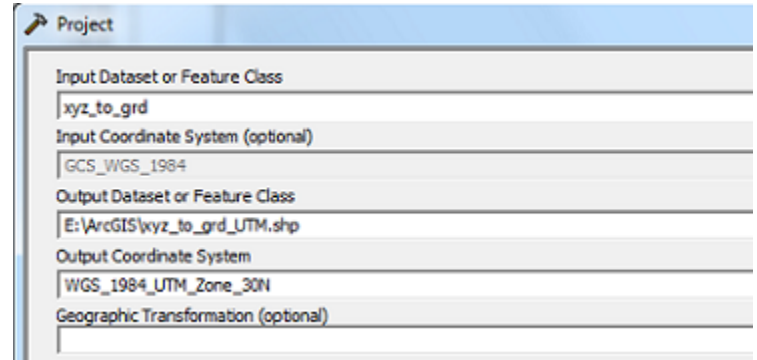 Project
Input Dataset or Feature Class
xyz_to_grd
Input Coordinate System (optional)
GCS_WGS_1984
Output Dataset or Feature Class
E:\ArcGIS\xyz_to_grd_UTM.shp
Output Coordinate System
WGS_1984_UTM_Zone_30N
Geographic Transformation (optional)